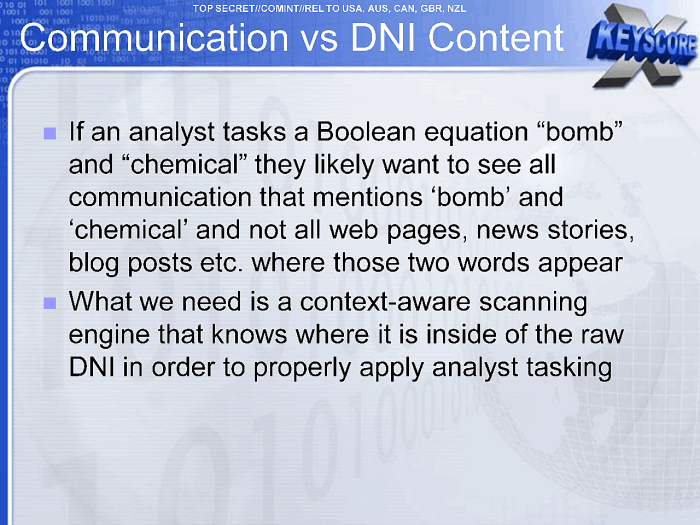 TOP SECRET//COMINT//REL TO USA, AUS, CAN, GBR, NZL
Communication vs DNI Content
X
KEYSCORE
If an analyst tasks a Boolean equation “bomb”
and “chemical” they likely want to see all
communication that mentions ‘bomb’ and
‘chemical’ and not all web pages, news stories,
blog posts etc. where those two words appear
What we need is a context-aware scanning
engine that knows where it is inside of the raw
DNI in order to properly apply analyst tasking